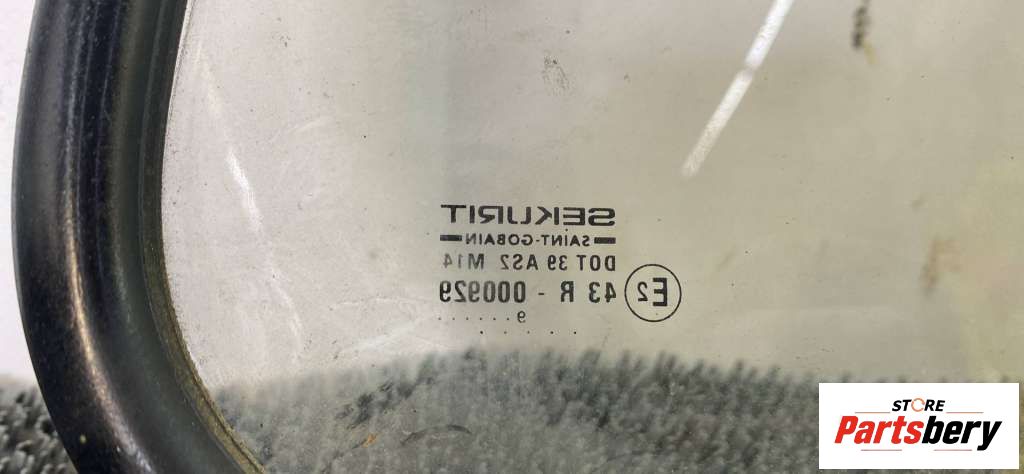 SEKURIT
SAINT-GOBAIN
DOT 39 AS2 M14
E2 43 R - 000929
. . . . . 9 . . . .
. . . . . .
STORE
Partsbery